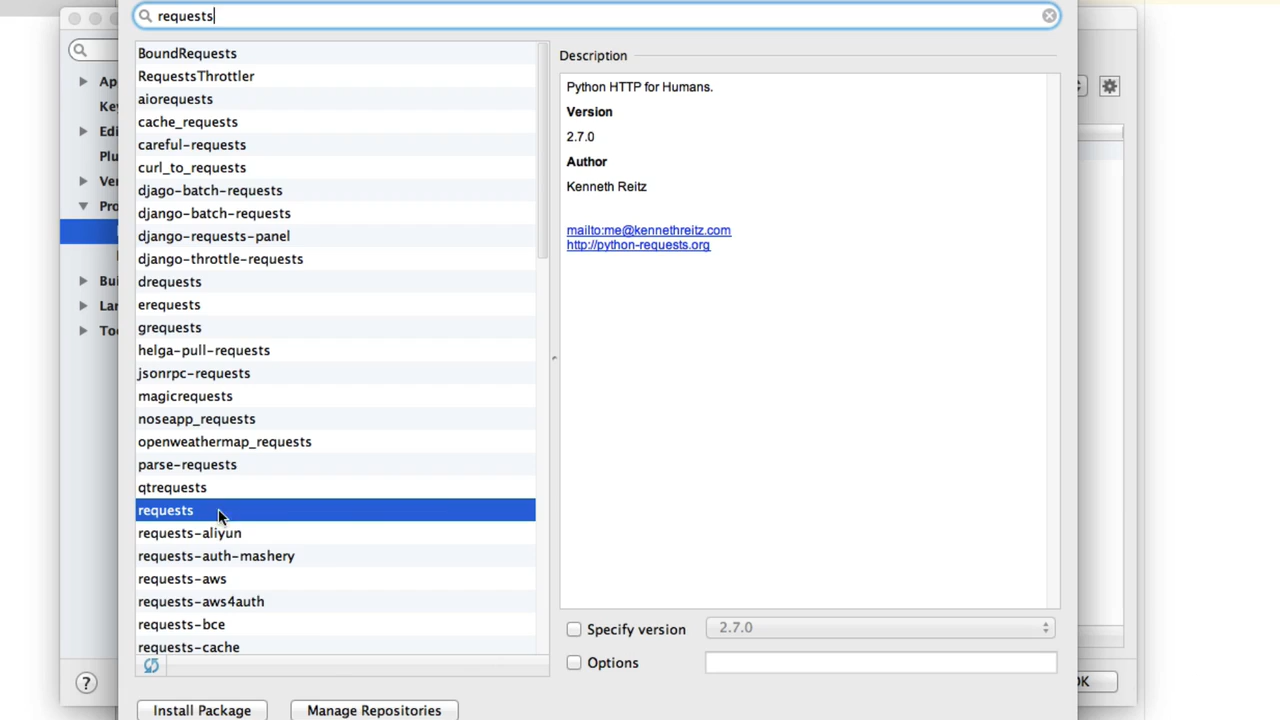 requests
BoundRequests
RequestsThrottler
aiorequests
cache_requests
careful-requests
curl_to_requests
djago-batch-requests
django-batch-requests
django-requests-panel
django-throttle-requests
drequests
erequests
grequests
helga-pull-requests
jsonrpc-requests
magicrequests
noseapp_requests
openweathermap_requests
parse-requests
qtrequests
requests
requests-aliyun
requests-auth-mashery
requests-aws
requests-aws4auth
requests-bce
requests-cache
Description
Python HTTP for Humans.
Version
2.7.0
Author
Kenneth Reitz
mailto:me@kennethreitz.com
http://python-requests.org
Specify version
2.7.0
Options
Install Package
Manage Repositories
?